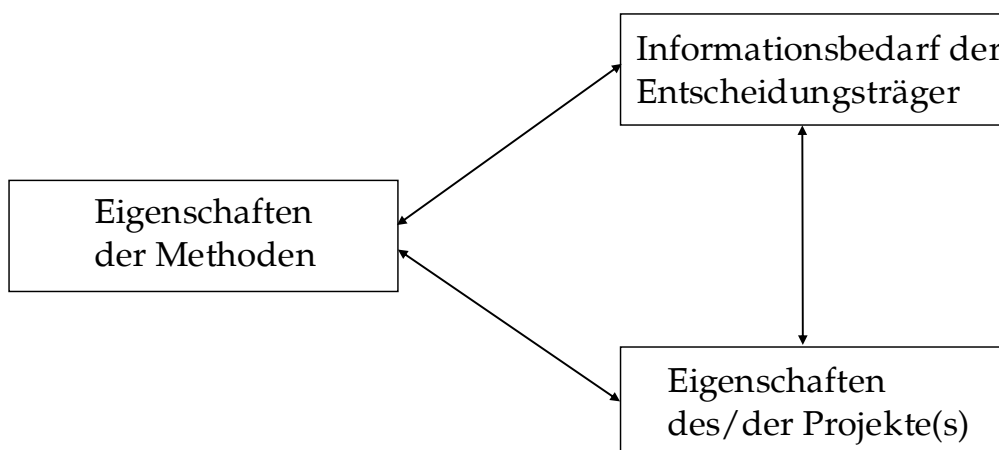 Informationsbedarf der
Entscheidungsträger
Eigenschaften
der Methoden
Eigenschaften
des/der Projekte(s)